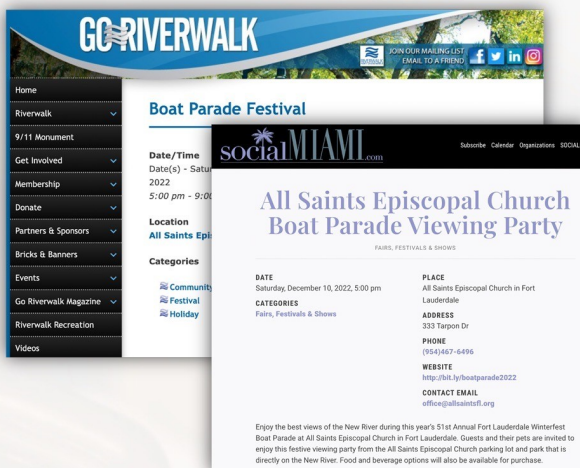 GO RIVERWALK
JOIN OUR MAILING LIST
EMAIL TO A FRIEND
Home
Riverwalk
9/11 Monument
Get Involved
Membership
Donate
Partners & Sponsors
Bricks & Banners
Events
Go Riverwalk Magazine
Riverwalk Recreation
Videos
Boat Parade Festival
Date/Time
Date(s) - Satur
2022
5:00 pm - 9:00
Location
All Saints Epis
Categories
Community
Festival
Holiday
socialMIAMI.com
Subscribe Calendar Organizations SOCIAL
All Saints Episcopal Church
Boat Parade Viewing Party
FAIRS, FESTIVALS & SHOWS
DATE
Saturday, December 10, 2022, 5:00 pm
CATEGORIES
Fairs, Festivals & Shows
PLACE
All Saints Episcopal Church in Fort
Lauderdale
ADDRESS
333 Tarpon Dr
PHONE
(954)467-6496
WEBSITE
http://bit.ly/boatparade2022
CONTACT EMAIL
office@allsaintsfl.org
Enjoy the best views of the New River during this year's 51st Annual Fort Lauderdale Winterfest
Boat Parade at All Saints Episcopal Church in Fort Lauderdale. Guests and their pets are invited to
enjoy this festive viewing party from the All Saints Episcopal Church parking lot and park that is
directly on the New River. Food and beverage options will also be available for purchase.